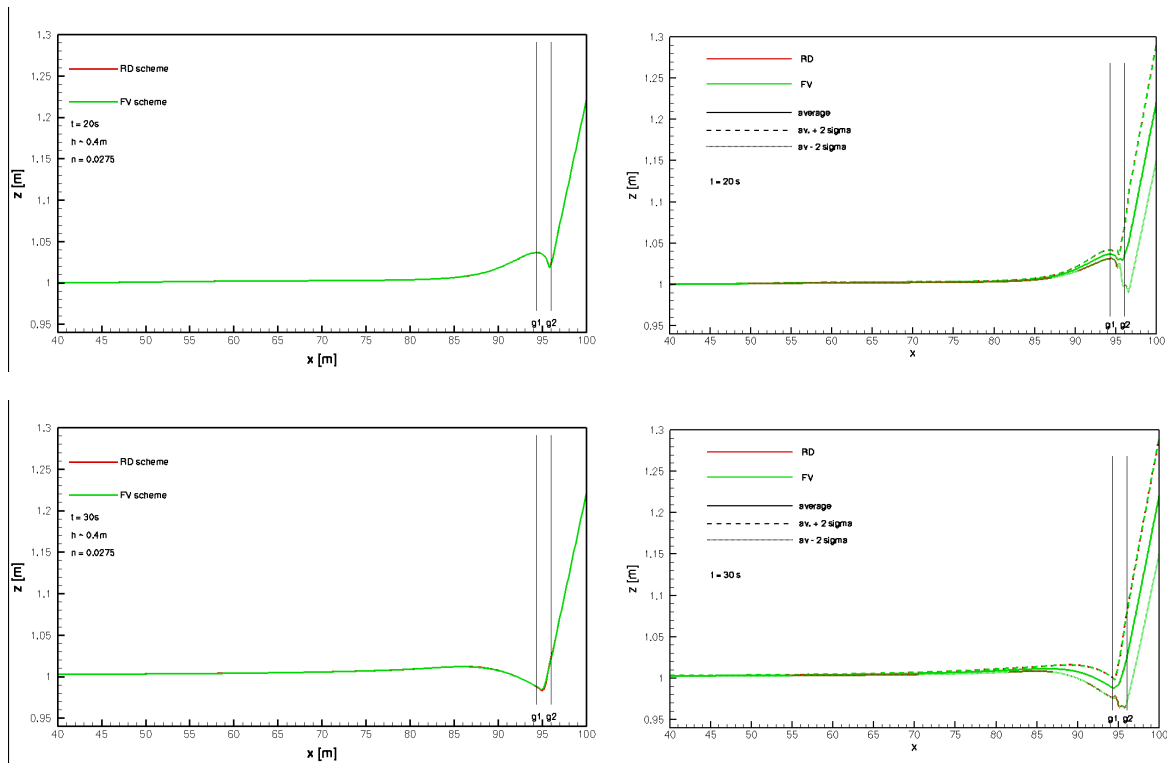 1.3
1.25
1.2
1.15
1.1
1.05
1
0.95
z [m]
RD scheme
FV scheme
t = 20s
h ~ 0.4m
n = 0.0275
g1 g2
40 45 50 55 60 65 70 75 80 85 90 95 100
x [m]
1.3
1.25
1.2
1.15
1.1
1.05
1
0.95
z [m]
RD
FV
average
av. + 2 sigma
av - 2 sigma
t = 20 s
g1 g2
40 45 50 55 60 65 70 75 80 85 90 95 100
x
1.3
1.25
1.2
1.15
1.1
1.05
1
0.95
z [m]
RD scheme
FV scheme
t = 30s
h ~ 0.4m
n = 0.0275
g1 g2
40 45 50 55 60 65 70 75 80 85 90 95 100
x [m]
1.3
1.25
1.2
1.15
1.1
1.05
1
0.95
z [m]
RD
FV
average
av. + 2 sigma
av - 2 sigma
t = 30 s
g1 g2
40 45 50 55 60 65 70 75 80 85 90 95 100
x